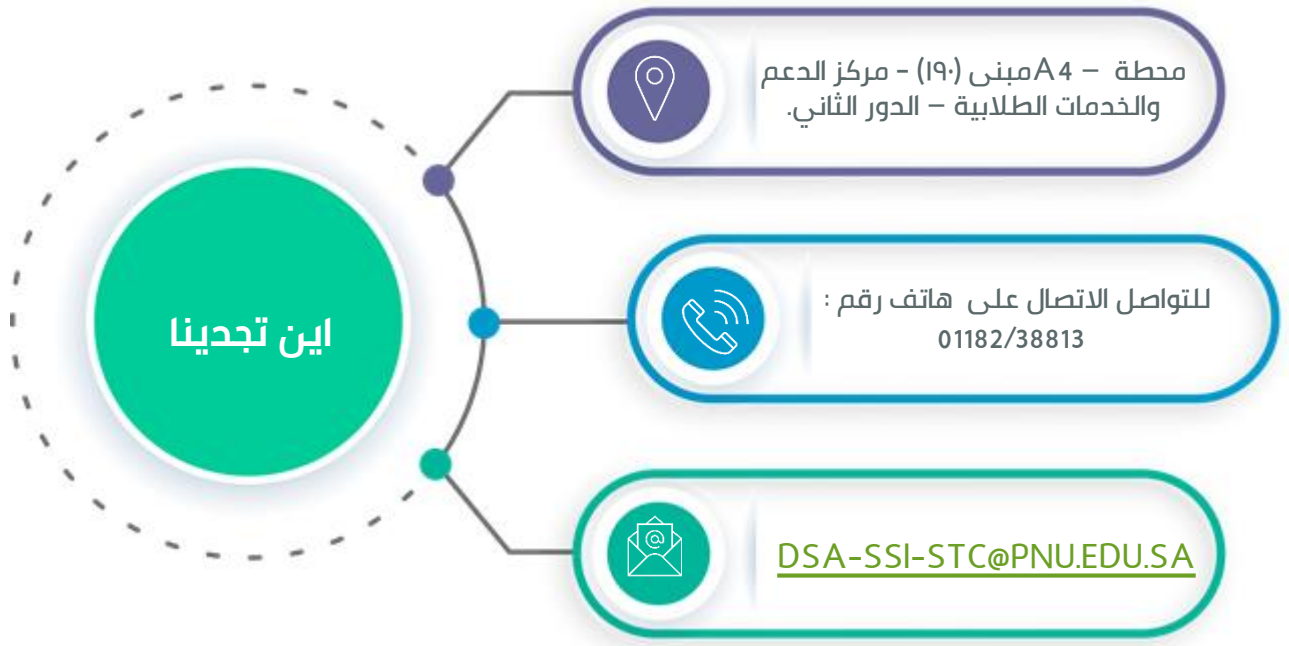 اين تجدينا
محطة – A4 مبنى (١٩٠) - مركز الدعم
والخدمات الطلابية – الدور الثاني.
للتواصل الاتصال على هاتف رقم :
01182/38813
DSA-SSI-STC@PNU.EDU.SA